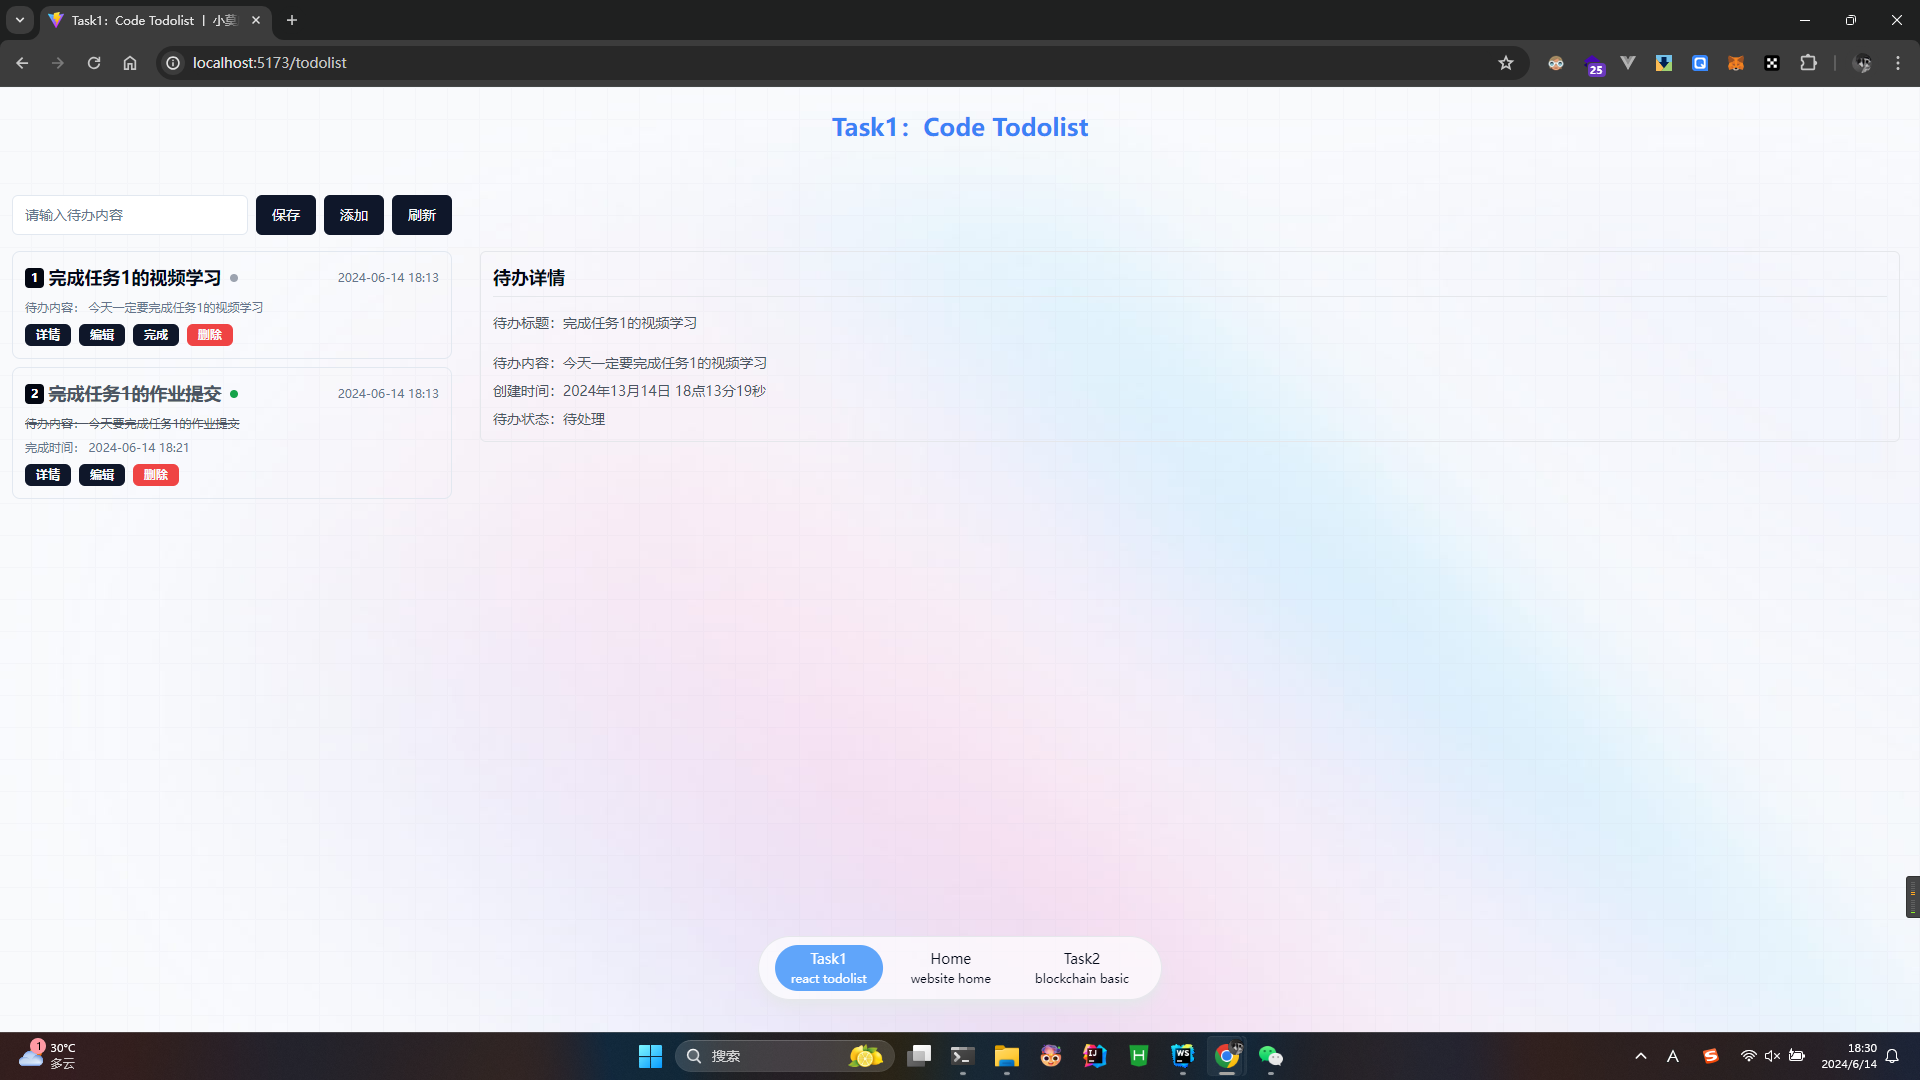 Task1：Code Todolist 丨 小莫
localhost:5173/todolist
25
Task1：Code Todolist
请输入待办内容
保存
添加
刷新
1 完成任务1的视频学习
2024-06-14 18:13
待办内容： 今天一定要完成任务1的视频学习
详情
编辑
完成
删除
2 完成任务1的作业提交
2024-06-14 18:13
待办内容： 今天要完成任务1的作业提交
完成时间： 2024-06-14 18:21
详情
编辑
删除
待办详情
待办标题：完成任务1的视频学习
待办内容：今天一定要完成任务1的视频学习
创建时间：2024年13月14日 18点13分19秒
待办状态：待处理
Task1
react todolist
Home
website home
Task2
blockchain basic
1
30°C
多云
搜索
IJ
H
WS
A
18:30
2024/6/14